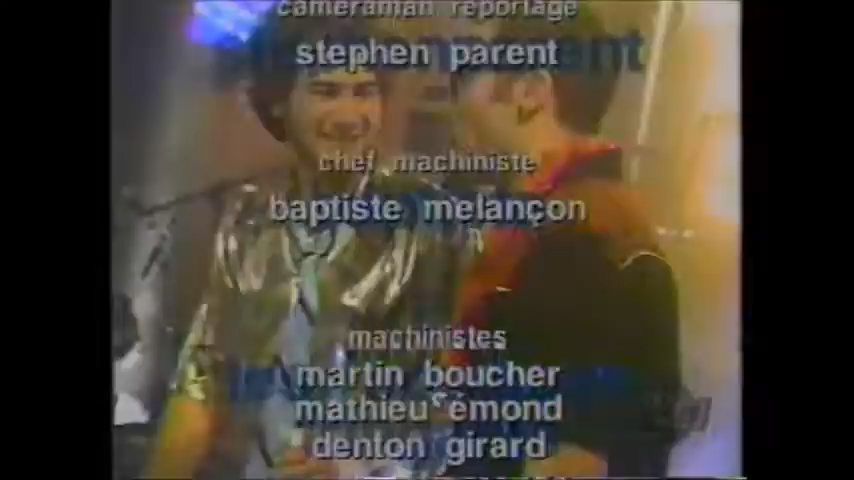 cameraman reportage
stephen parent
chef machiniste
baptiste melançon
machinistes
martin boucher
mathieu émond
denton girard